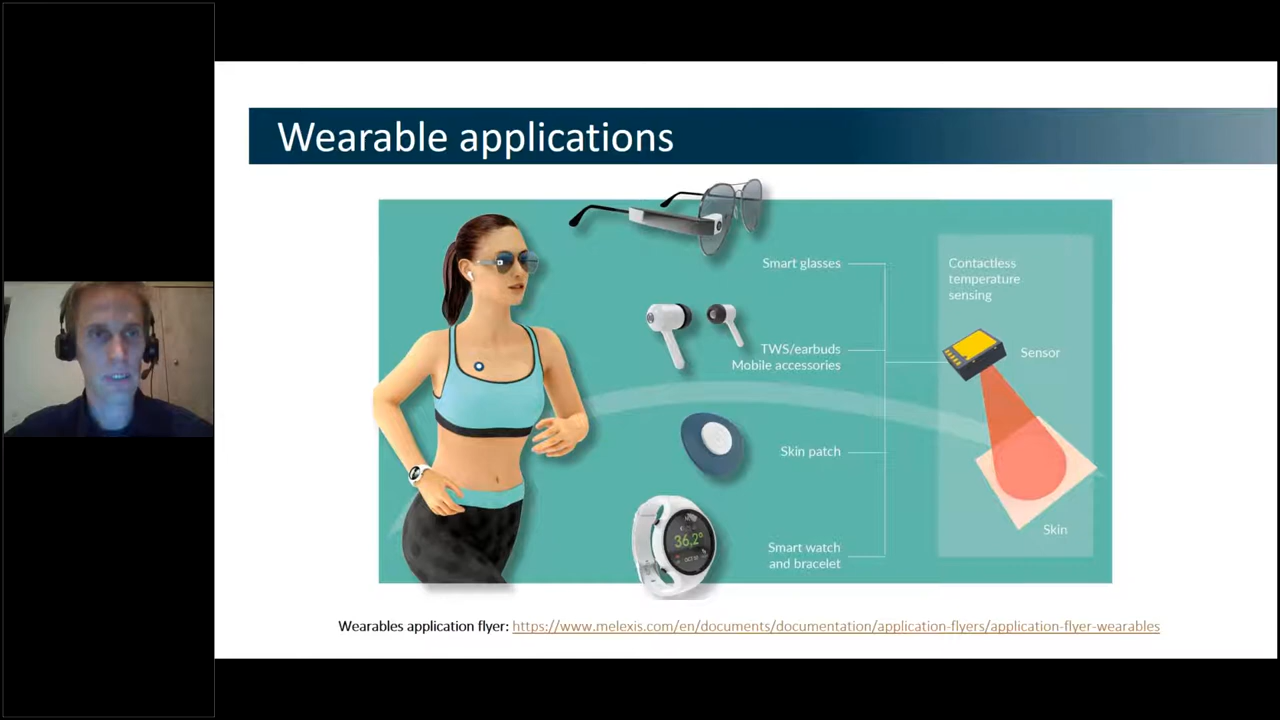 Wearable applications
Smart glasses
TWS/earbuds
Mobile accessories
Skin patch
36,2°
Smart watch
and bracelet
Contactless
temperature
sensing
Sensor
Skin
Wearables application flyer: https://www.melexis.com/en/documents/documentation/application-flyers/application-flyer-wearables